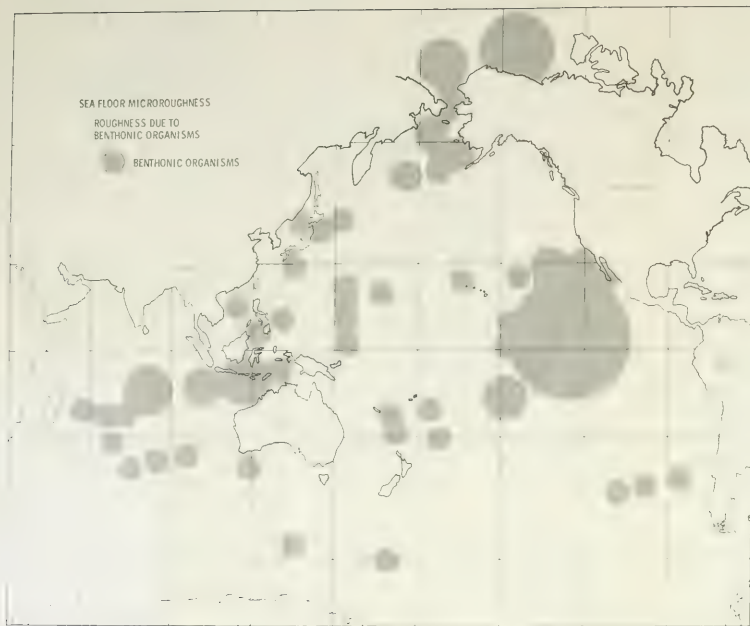 SEA FLOOR MICROROUGHNESS
ROUGHNESS DUE TO
BENTHONIC ORGANISMS
BENTHONIC ORGANISMS